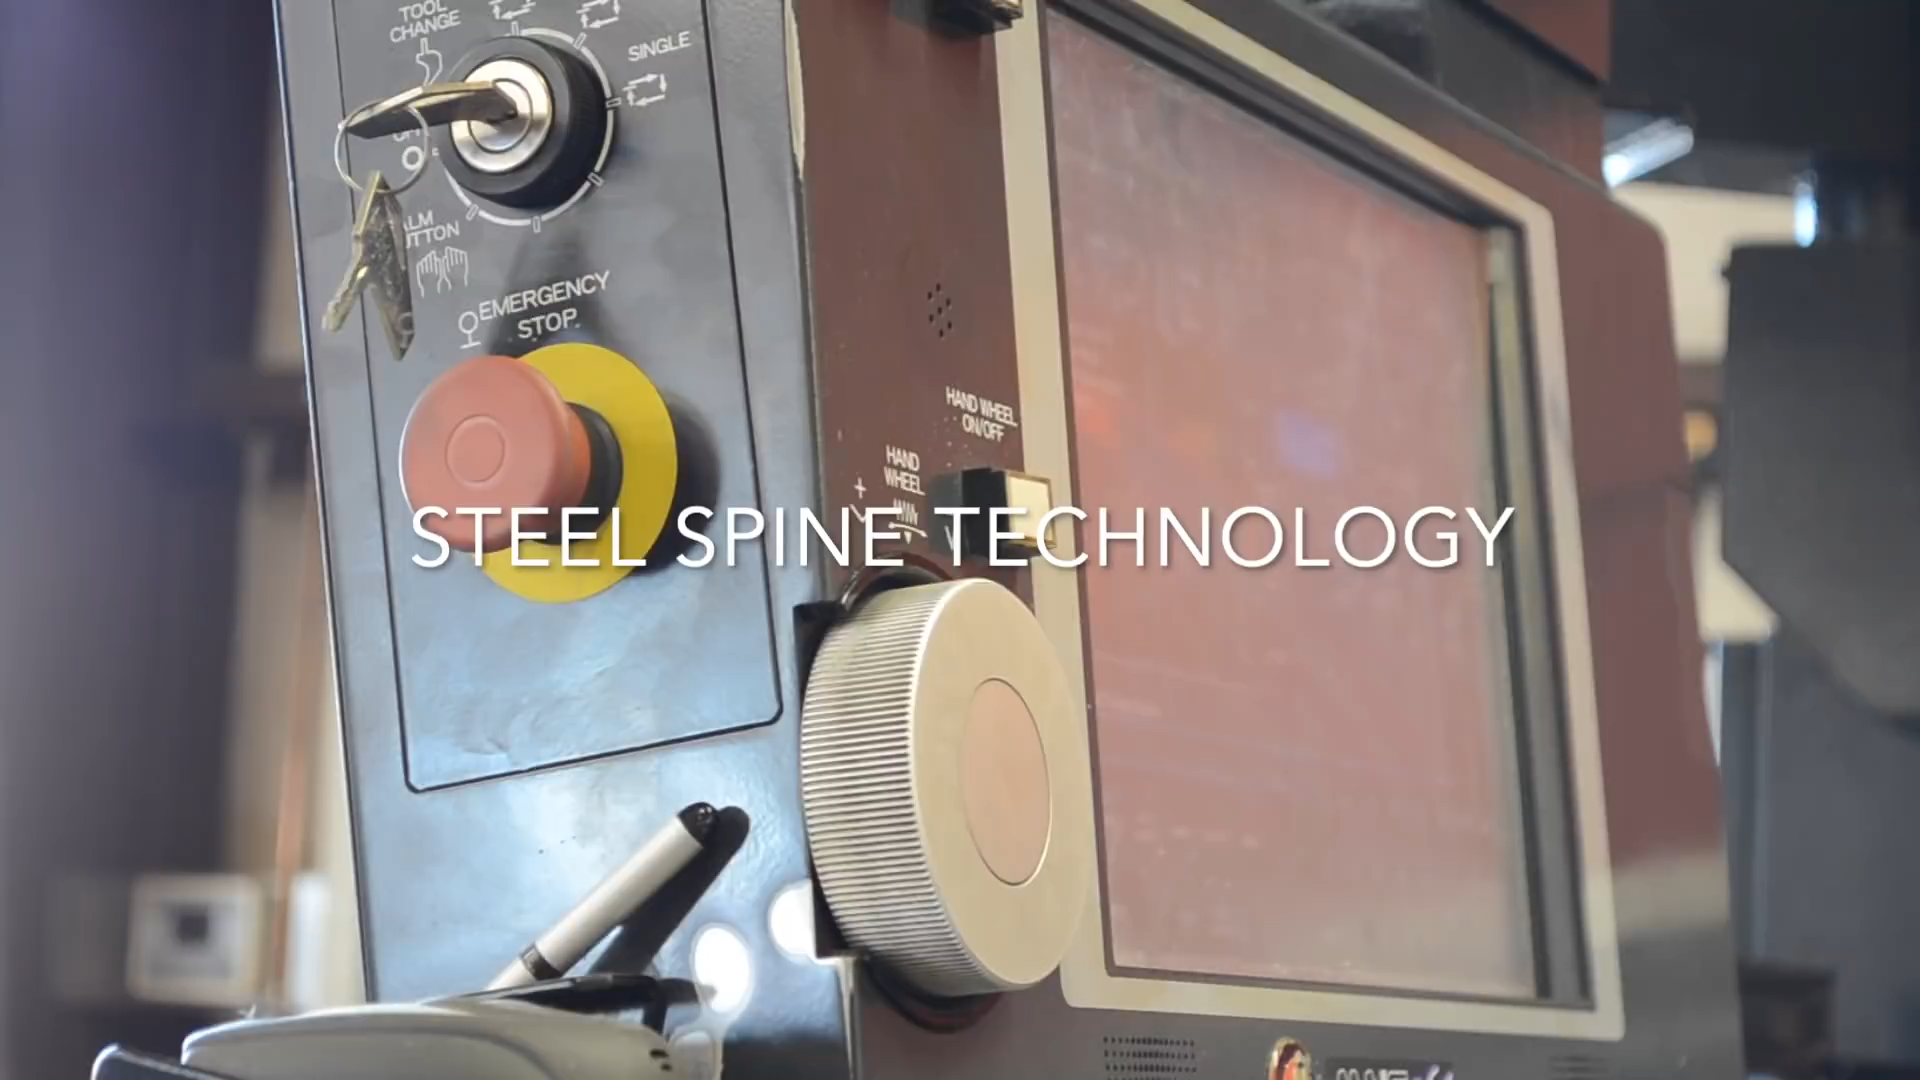 TOOL
CHANGE
SINGLE
EMERGENCY
STOP
HAND WHEEL
ON/OFF
HAND
WHEEL
+
STEEL SPINE TECHNOLOGY